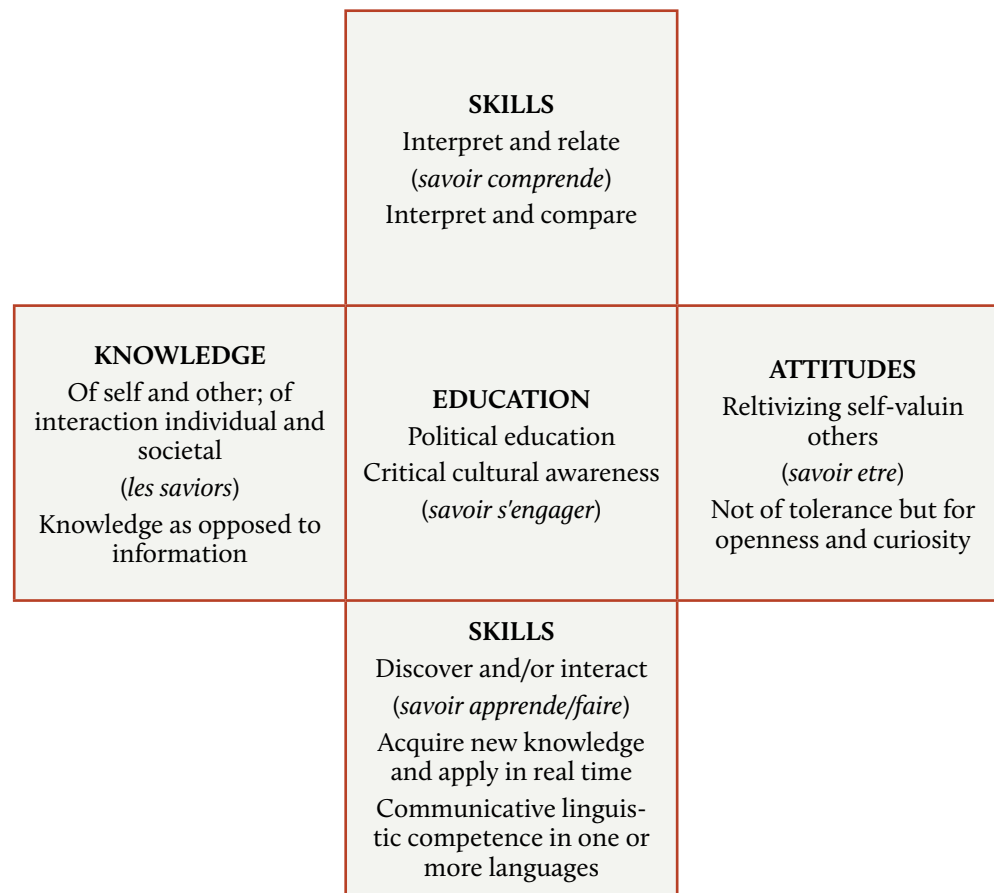 SKILLS
Interpret and relate
(savoir comprende)
Interpret and compare
KNOWLEDGE
Of self and other; of
interaction individual and
societal
(les saviors)
Knowledge as opposed to
information
EDUCATION
Political education
Critical cultural awareness
(savoir s'engager)
ATTITUDES
Reltivizing self-valuin
others
(savoir etre)
Not of tolerance but for
openness and curiosity
SKILLS
Discover and/or interact
(savoir apprende/faire)
Acquire new knowledge
and apply in real time
Communicative linguis-
tic competence in one or
more languages